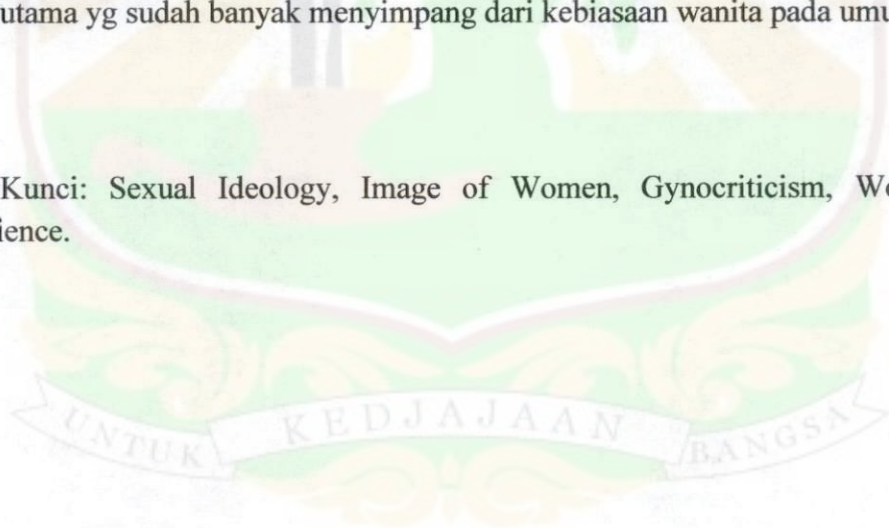 utama yg sudah banyak menyimpang dari kebiasaan wanita pada umu
Kunci: Sexual Ideology, Image of Women, Gynocriticism, We
ience.
UNTUK KEDJAJAAN BANGSA